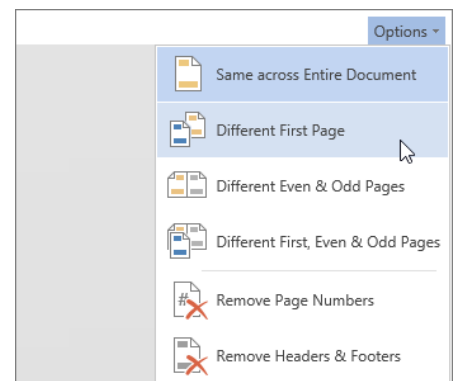 Options
Same across Entire Document
Different First Page
Different Even & Odd Pages
Different First, Even & Odd Pages
#
Remove Page Numbers
Remove Headers & Footers